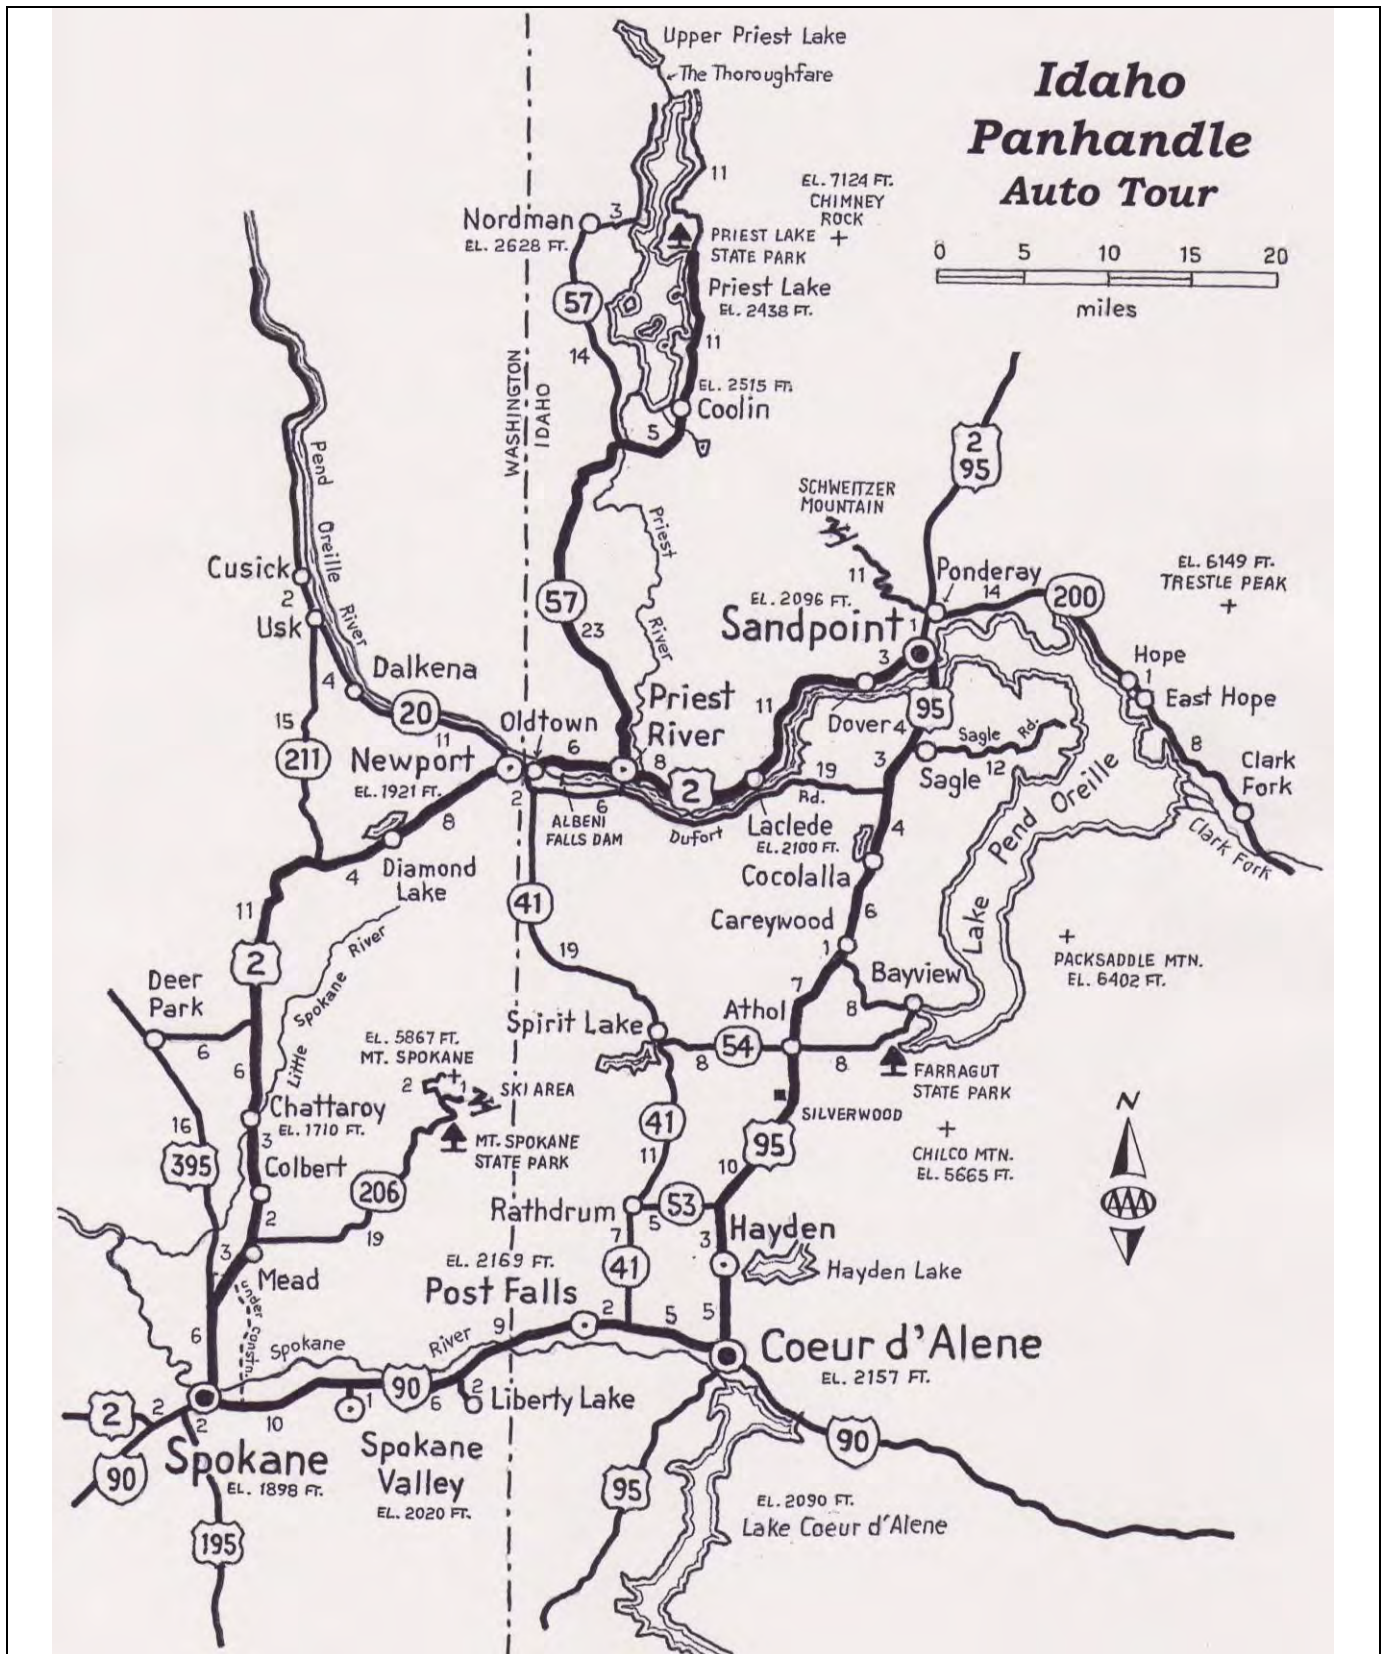 Upper Priest Lake
The Thoroughfare
Idaho
Panhandle
Auto Tour
0 5 10 15 20
miles
11
EL. 7124 FT.
CHIMNEY
ROCK
Nordman
EL. 2628 FT.
3
PRIEST LAKE
STATE PARK
57
Priest Lake
EL. 2438 FT.
14
11
WASHINGTON
IDAHO
EL. 2515 FT.
Coolin
5
2
95
SCHWEITZER
MOUNTAIN
11
Pend
Oreille
River
Priest
River
Cusick
2
Usk
57
23
EL. 2096 FT.
Sandpoint
Ponderay
14
200
1
3
EL. 6149 FT.
TRESTLE PEAK
Hope
1
East Hope
8
Clark
Fork
Clark Fork
Dalkena
4
20
11
15
211
Newport
EL. 1921 FT.
8
Oldtown
6
2
ALBENI
FALLS DAM
6
Priest
River
8
2
11
Dover
4
95
3
Sagle Rd.
12
Sagle
19
Dufort
Rd.
Laclede
EL. 2100 FT.
4
Cocolalla
6
Careywood
1
Lake
Pend Oreille
Diamond
Lake
4
11
2
41
19
Little
Spokane
River
Deer
Park
6
6
PACKSADDLE MTN.
EL. 6402 FT.
Bayview
8
7
Athol
Spirit Lake
8
54
8
FARRAGUT
STATE PARK
SILVERWOOD
EL. 5867 FT.
MT. SPOKANE
2
1
SKI AREA
MT. SPOKANE
STATE PARK
Chattaroy
EL. 1710 FT.
3
Colbert
2
16
395
206
19
41
11
95
10
CHILCO MTN.
EL. 5665 FT.
N
AAA
Rathdrum
5
53
7
41
Hayden
3
Hayden Lake
3
Mead
under
Constn.
6
EL. 2169 FT.
Post Falls
2
5
5
Coeur d'Alene
EL. 2157 FT.
Spokane
River
9
90
6
2
Liberty Lake
1
10
2
2
2
90
Spokane
EL. 1898 FT.
Spokane
Valley
EL. 2020 FT.
195
95
90
EL. 2090 FT.
Lake Coeur d'Alene